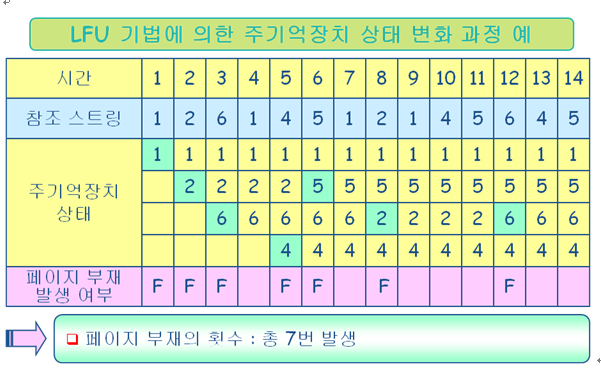 LFU 기법에 의한 주기억장치 상태 변화 과정 예
시간 1 2 3 4 5 6 7 8 9 10 11 12 13 14
참조 스트링 1 2 6 1 4 5 1 2 1 4 5 6 4 5
주기억장치
상태
1 1 1 1 1 1 1 1 1 1 1 1 1 1
2 2 2 2 5 5 5 5 5 5 5 5 5
6 6 6 6 6 2 2 2 2 6 6 6
4 4 4 4 4 4 4 4 4 4
페이지 부재
발생 여부
F F F F F F F
페이지 부재의 횟수 : 총 7번 발생